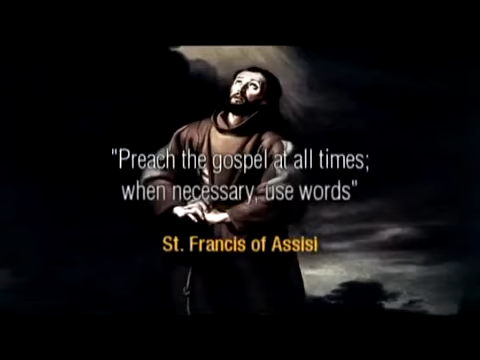 "Preach the gospel at all times;
when necessary, use words"
St. Francis of Assisi